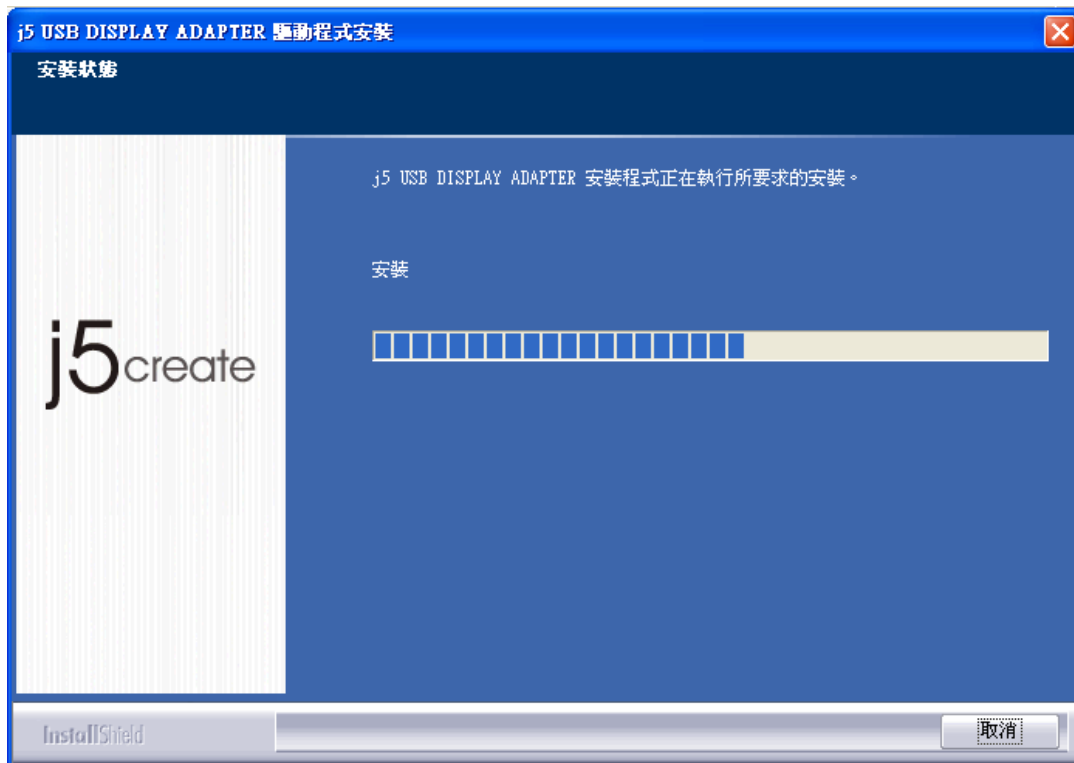 j5 USB DISPLAY ADAPTER 驅動程式安裝
安裝狀態
j5 USB DISPLAY ADAPTER 安裝程式正在執行所要求的安裝。
安裝
j5create
InstallShield
取消